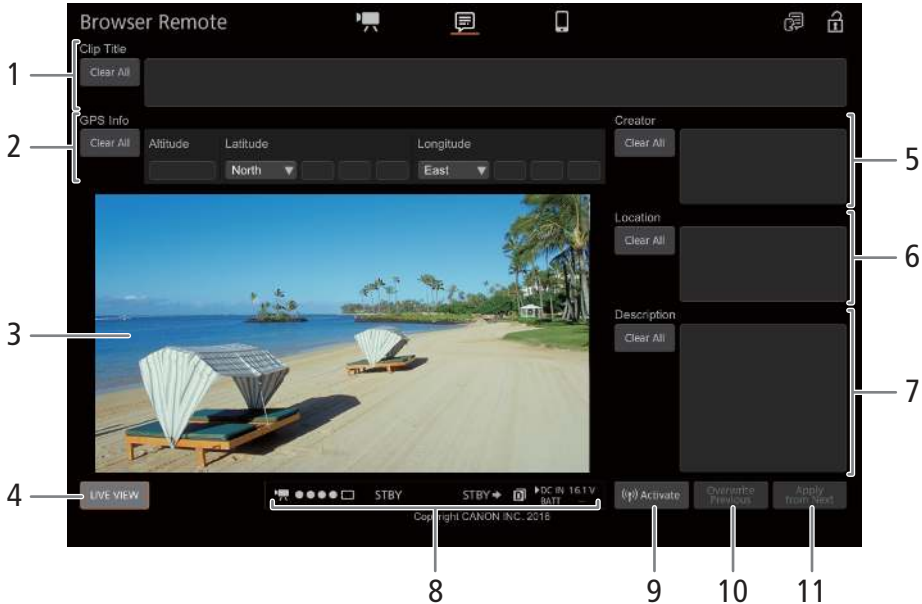 Browser Remote
Clip Title
1
Clear All
GPS Info
Creator
2
Clear All
Altitude
Latitude
Longitude
Clear All
5
North
East
Location
Clear All
6
Description
3
Clear All
7
4
LIVE VIEW
STBY
STBY
DC IN 16.1 V
BATT
Activate
Overwrite
Previous
Apply
from Next
Copyright CANON INC. 2016
8
9
10
11